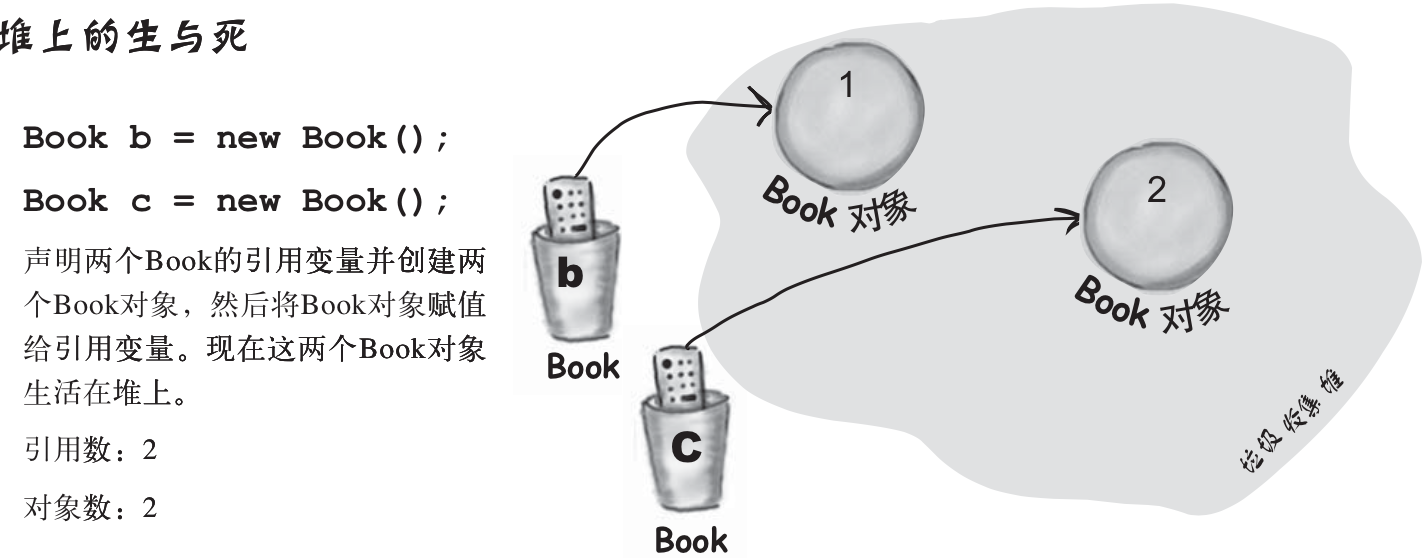 堆上的生与死
Book b = new Book();
Book c = new Book();
声明两个Book的引用变量并创建两
个Book对象，然后将Book对象赋值
给引用变量。现在这两个Book对象
生活在堆上。
引用数：2
对象数：2
1
Book 对象
2
Book 对象
b
Book
c
Book
垃圾收集堆